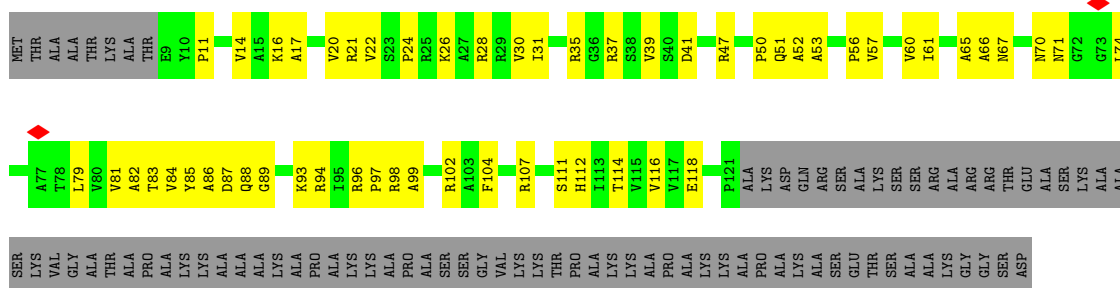 MET THR ALA ALA THR LYS ALA THR E9 Y10 P11 V14 A15 K16 A17 V20 R21 V22 S23 P24 R25 K26 A27 R28 R29 V30 I31 R35 G36 R37 S38 V39 S40 D41 R47 P50 Q51 A52 A53 P56 V57 V60 I61 A65 A66 N67 N70 N71 G72 G73 L74
A77 T78 L79 V80 V81 A82 T83 V84 Y85 A86 D87 Q88 G89 K93 R94 I95 R96 P97 R98 A99 R102 A103 F104 R107 S111 H112 I113 T114 V115 V116 V117 E118 P121 ALA LYS ASP GLN ARG SER ALA LYS SER SER ARG ALA ARG ARG THR GLU ALA SER LYS ALA ALA
SER LYS VAL GLY ALA THR ALA PRO ALA LYS LYS ALA ALA ALA LYS ALA PRO ALA LYS LYS ALA PRO ALA SER SER GLY VAL LYS LYS THR PRO ALA LYS LYS ALA PRO ALA LYS LYS ALA PRO ALA LYS ALA SER GLU THR SER ALA ALA LYS GLY GLY SER ASP